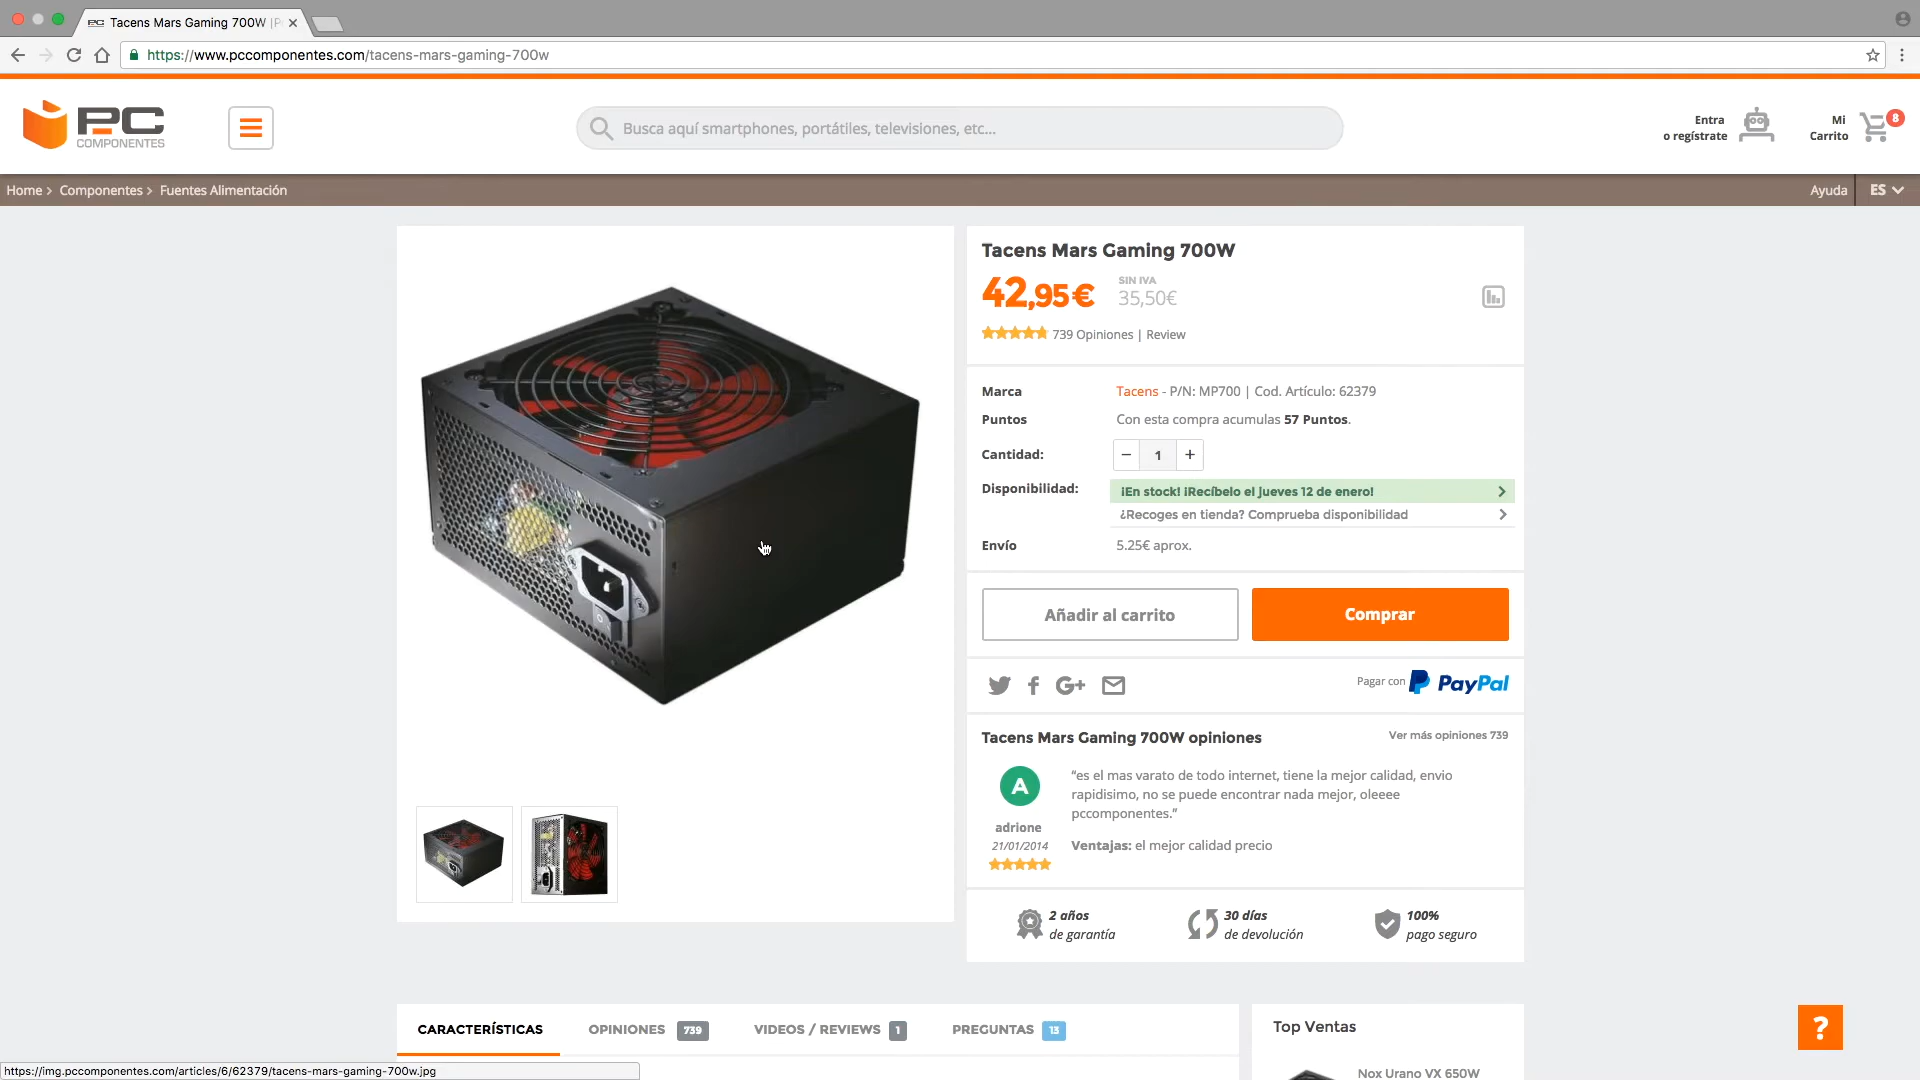 Tacens Mars Gaming 700W |P
https://www.pccomponentes.com/tacens-mars-gaming-700w
PC
COMPONENTES
Busca aquí smartphones, portátiles, televisiones, etc...
Entra
o regístrate
Mi
Carrito
8
Home > Componentes > Fuentes Alimentación
Ayuda
ES
Tacens Mars Gaming 700W
42,95€
SIN IVA
35,50€
739 Opiniones | Review
Marca
Tacens - P/N: MP700 | Cod. Artículo: 62379
Puntos
Con esta compra acumulas 57 Puntos.
Cantidad:
− 1 +
Disponibilidad:
¡En stock! ¡Recíbelo el jueves 12 de enero!
¿Recoges en tienda? Comprueba disponibilidad
Envío
5.25€ aprox.
Añadir al carrito
Comprar
Pagar con PayPal
Tacens Mars Gaming 700W opiniones
Ver más opiniones 739
A
adrione
21/01/2014
“es el mas varato de todo internet, tiene la mejor calidad, envio
rapidisimo, no se puede encontrar nada mejor, oleeee
pccomponentes.”
Ventajas: el mejor calidad precio
2 años
de garantía
30 días
de devolución
100%
pago seguro
CARACTERÍSTICAS
OPINIONES 739
VIDEOS / REVIEWS 1
PREGUNTAS 13
Top Ventas
Nox Urano VX 650W
?
https://img.pccomponentes.com/articles/6/62379/tacens-mars-gaming-700w.jpg